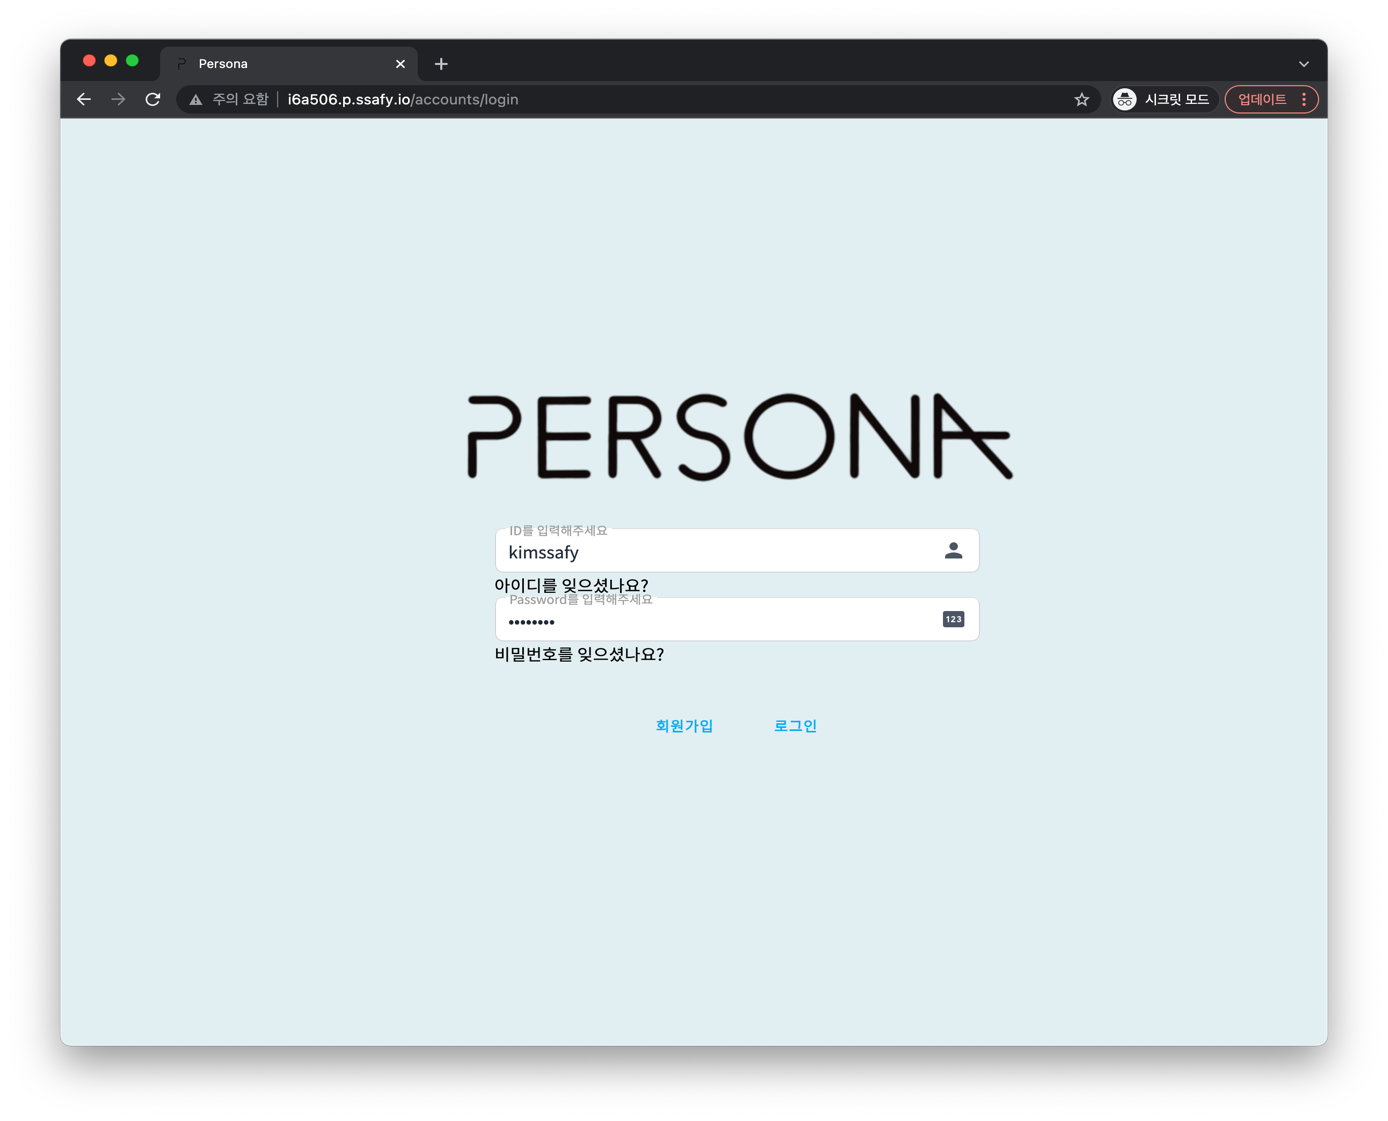 Persona
주의 요함 i6a506.p.ssafy.io/accounts/login 시크릿 모드 업데이트
PERSONA
ID를 입력해주세요
kimssafy
아이디를 잊으셨나요?
Password를 입력해주세요
••••••••
123
비밀번호를 잊으셨나요?
회원가입 로그인